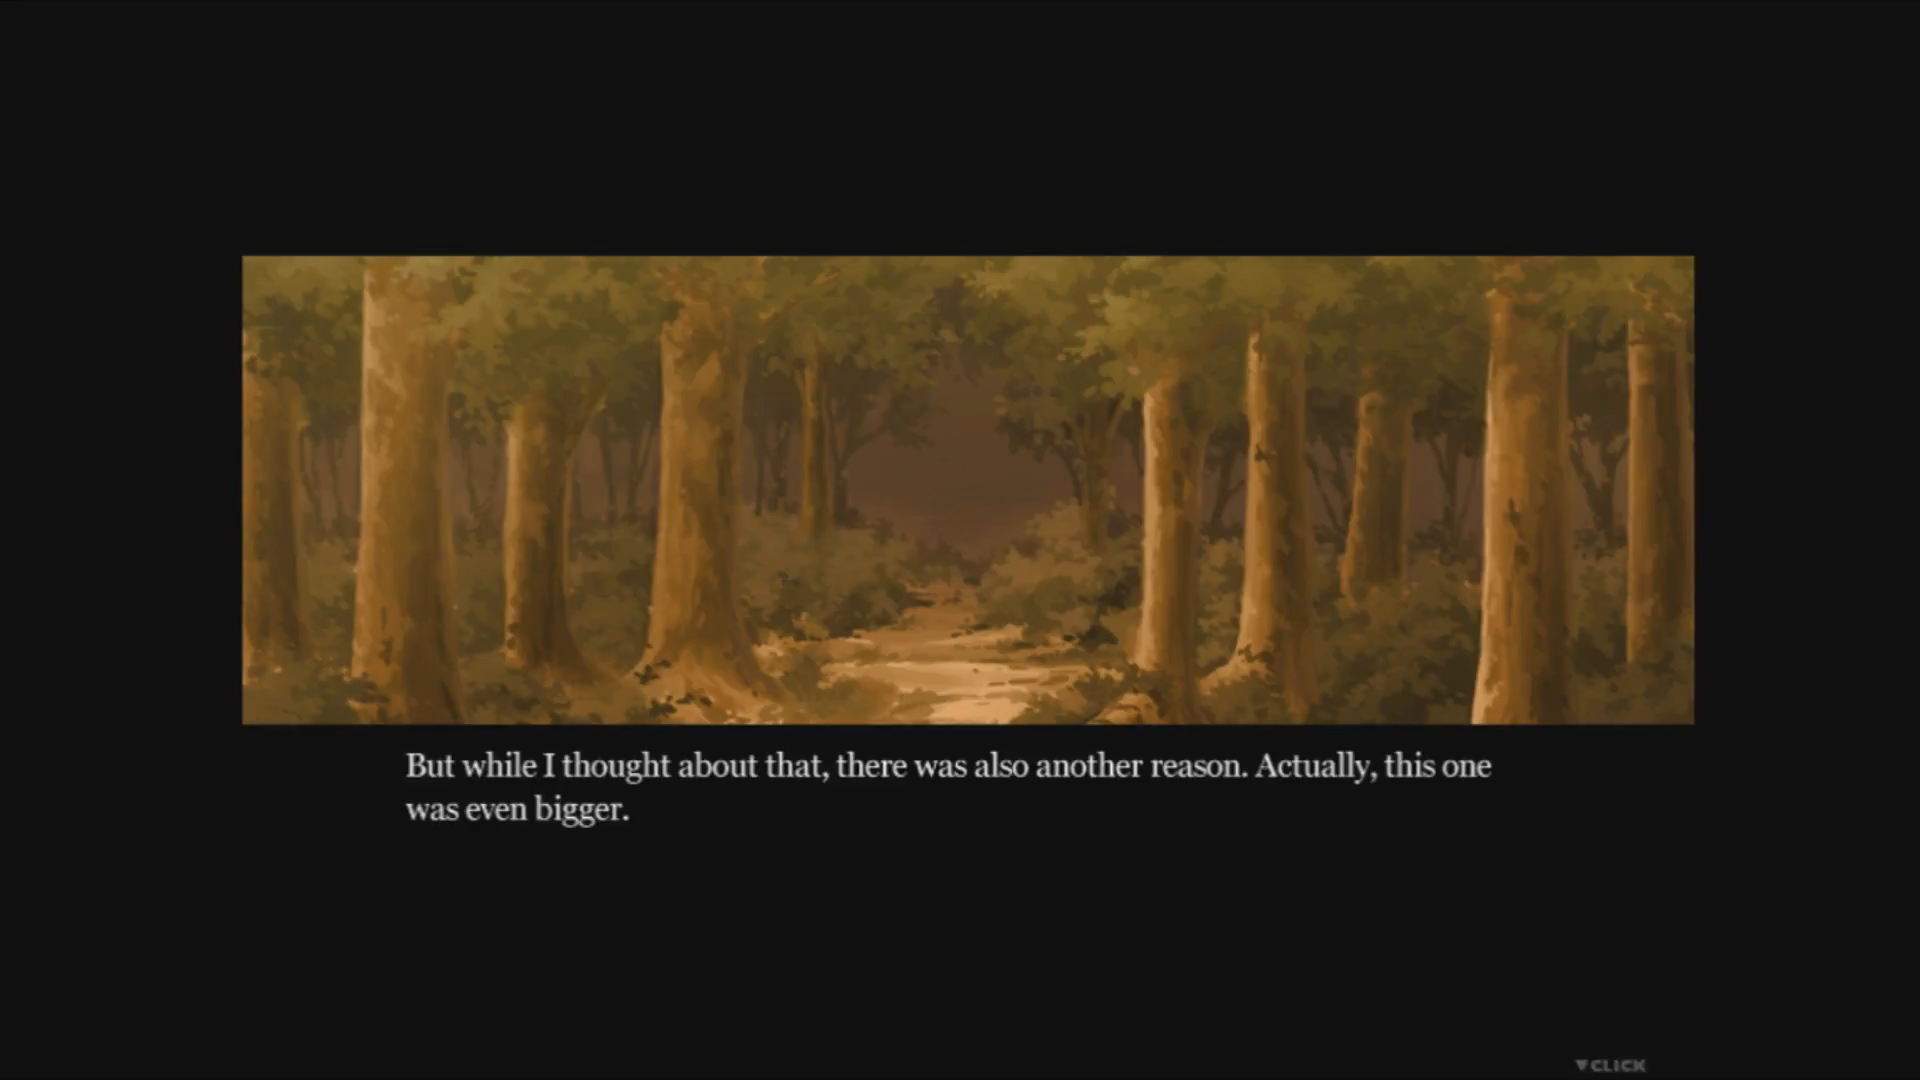 But while I thought about that, there was also another reason. Actually, this one
was even bigger.
▼CLICK